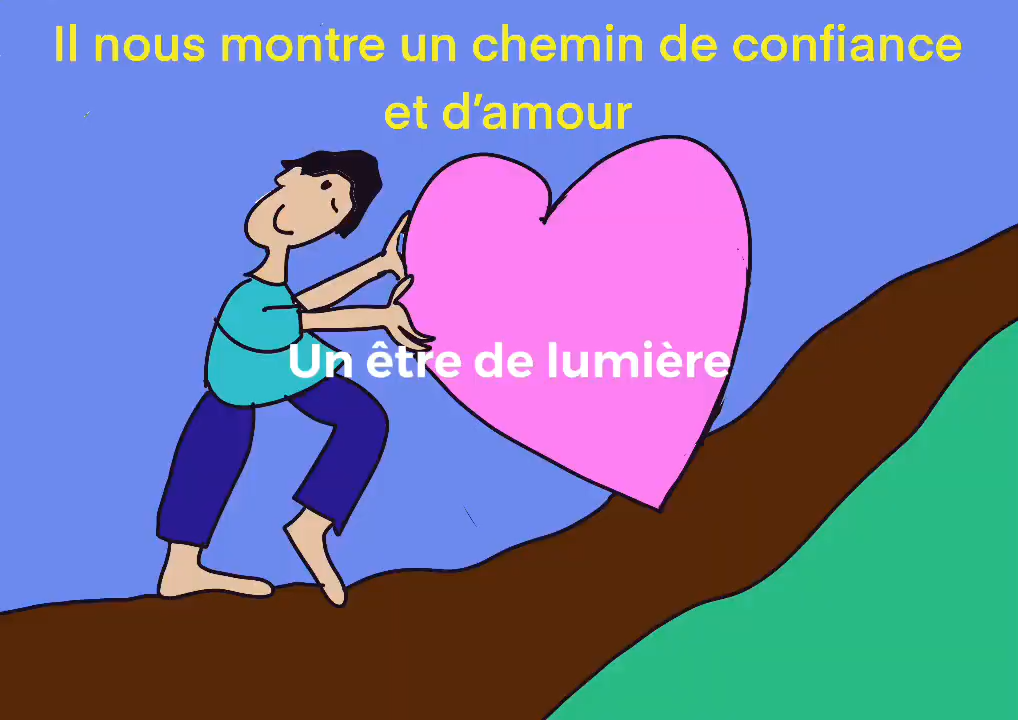 Il nous montre un chemin de confiance
et d’amour
Un être de lumière